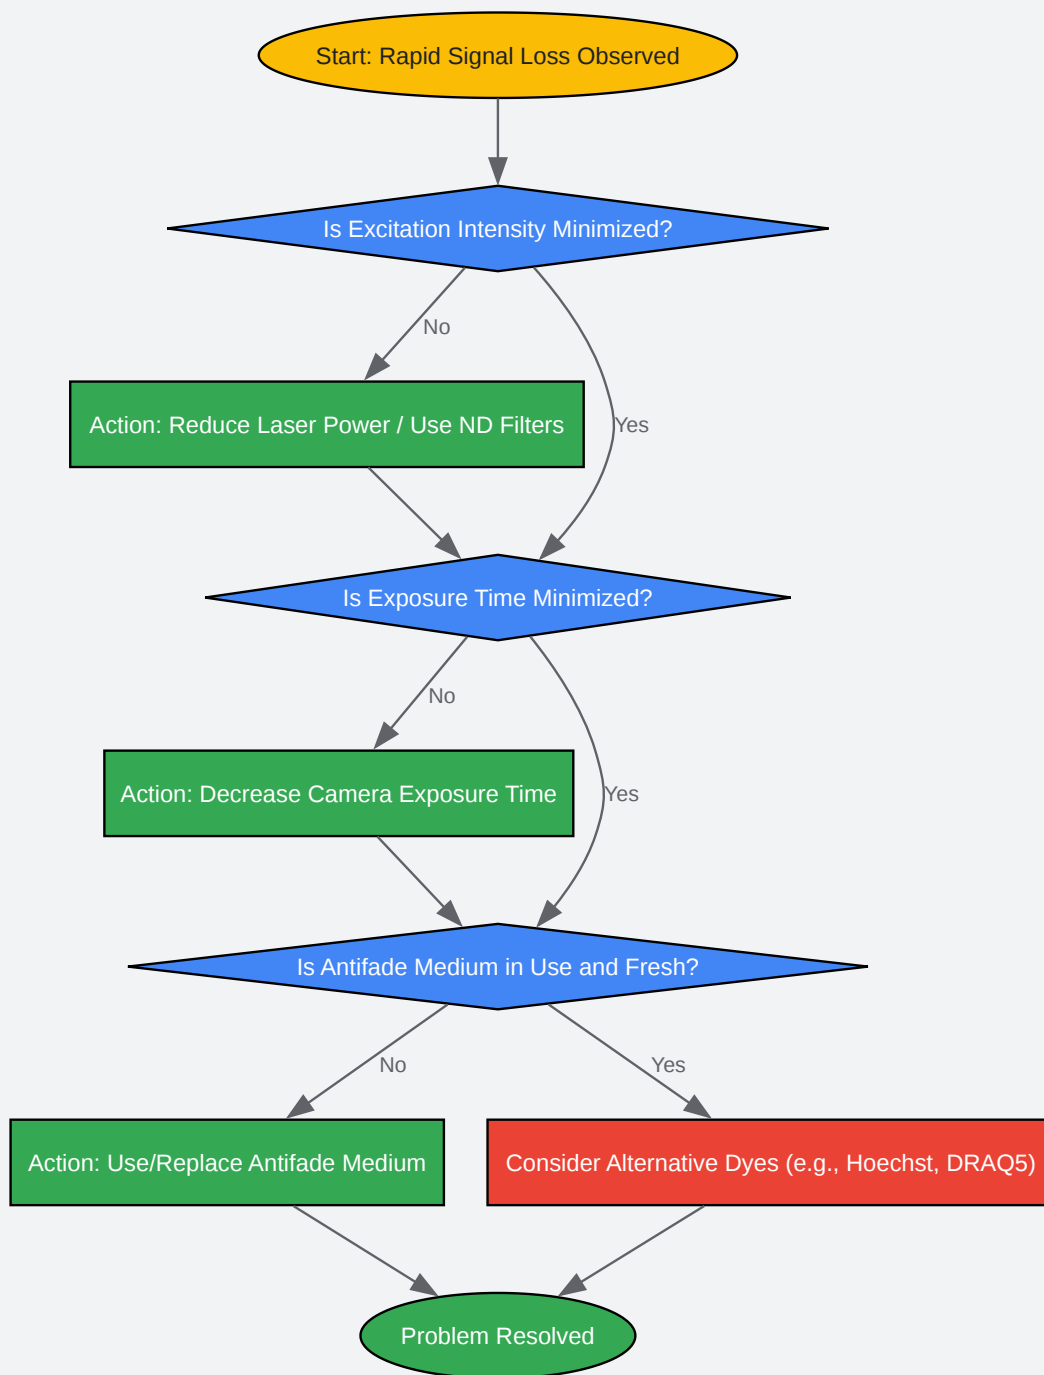 Start: Rapid Signal Loss Observed
Is Excitation Intensity Minimized?
No
Action: Reduce Laser Power / Use ND Filters
Yes
Is Exposure Time Minimized?
No
Action: Decrease Camera Exposure Time
Yes
Is Antifade Medium in Use and Fresh?
No
Yes
Action: Use/Replace Antifade Medium
Consider Alternative Dyes (e.g., Hoechst, DRAQ5)
Problem Resolved